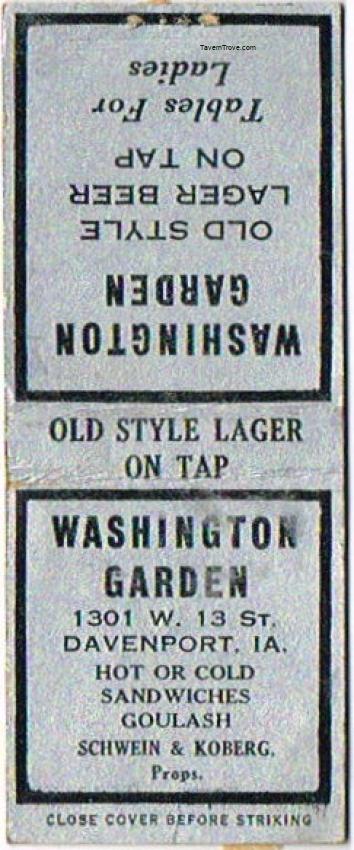 TavernTrove.com
WASHINGTON
GARDEN
OLD STYLE
LAGER BEER
ON TAP
Tables For
Ladies
OLD STYLE LAGER
ON TAP
WASHINGTON
GARDEN
1301 W. 13 ST.
DAVENPORT, IA.
HOT OR COLD
SANDWICHES
GOULASH
SCHWEIN & KOBERG,
Props.
CLOSE COVER BEFORE STRIKING